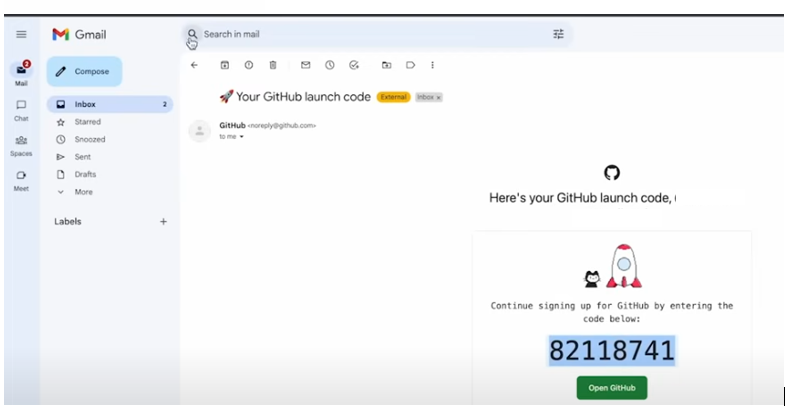 Gmail
Search in mail
2
Mail
Compose
🚀 Your GitHub launch code External Inbox x
Inbox 2
Chat
Starred
GitHub <noreply@github.com>
to me
Snoozed
Spaces
Sent
Drafts
Meet
More
Here's your GitHub launch code,
Labels +
Continue signing up for GitHub by entering the
code below:
82118741
Open GitHub